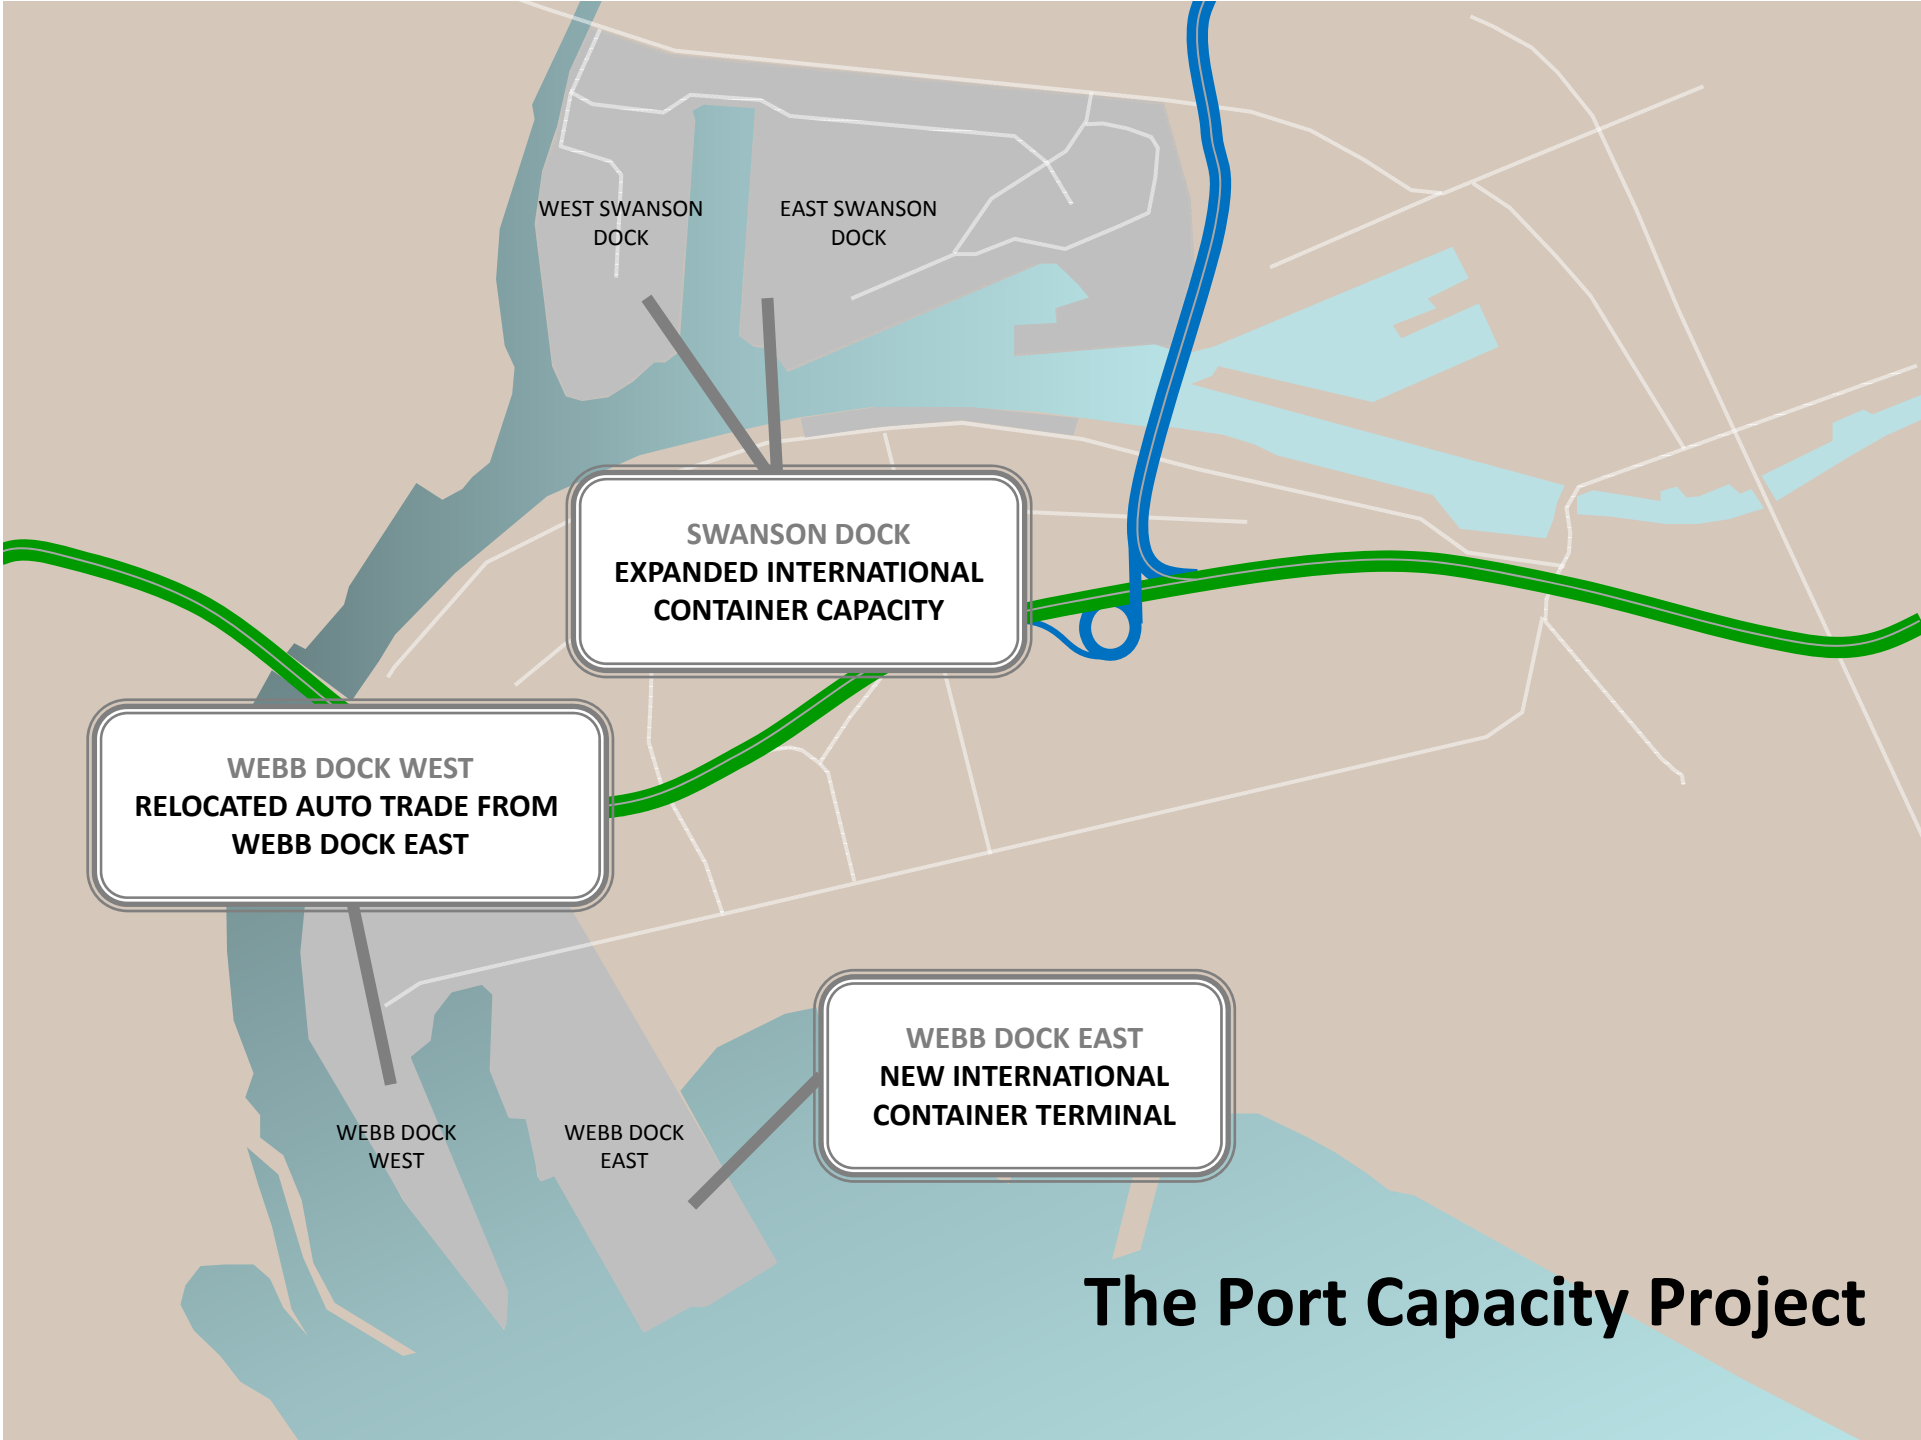 WEST SWANSON
DOCK
EAST SWANSON
DOCK
SWANSON DOCK
EXPANDED INTERNATIONAL
CONTAINER CAPACITY
WEBB DOCK WEST
RELOCATED AUTO TRADE FROM
WEBB DOCK EAST
WEBB DOCK EAST
NEW INTERNATIONAL
CONTAINER TERMINAL
WEBB DOCK
WEST
WEBB DOCK
EAST
The Port Capacity Project